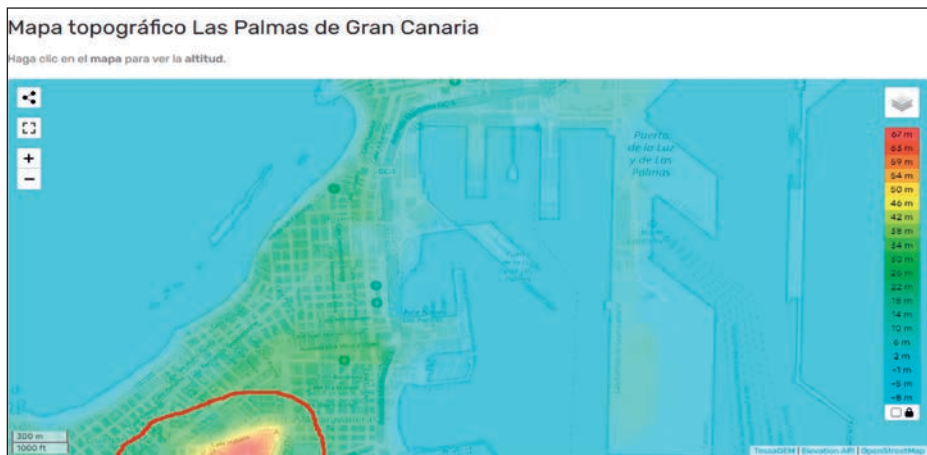 Mapa topográfico Las Palmas de Gran Canaria
Haga clic en el mapa para ver la altitud.
+
−
Puerto
de la Luz
y de Las
Palmas
67 m
63 m
59 m
54 m
50 m
46 m
42 m
38 m
34 m
30 m
26 m
22 m
18 m
14 m
10 m
6 m
2 m
-1 m
-5 m
-8 m
300 m
1000 ft
TessaDEM | Elevation API | OpenStreetMap